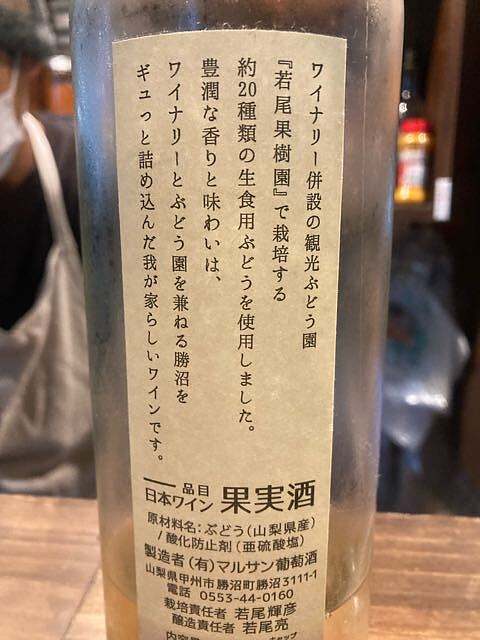 ワイナリー併設の観光ぶどう園
『若尾果樹園』で栽培する
約20種類の生食用ぶどうを使用しました。
豊潤な香りと味わいは、
ワイナリーとぶどう園を兼ねる勝沼を
ギュっと詰め込んだ我が家らしいワインです。
品目
日本ワイン 果実酒
原材料名:ぶどう(山梨県産)
/酸化防止剤(亜硫酸塩)
製造者(有)マルサン葡萄酒
山梨県甲州市勝沼町勝沼3111-1
電話 0553-44-0160
栽培責任者 若尾輝彦
醸造責任者 若尾亮